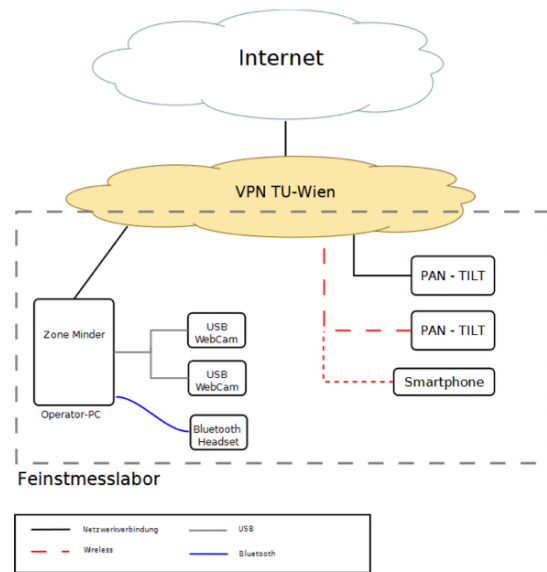 Internet
VPN TU-Wien
PAN - TILT
Zone Minder
USB
WebCam
PAN - TILT
USB
WebCam
Smartphone
Operator-PC
Bluetooth
Headset
Feinstmesslabor
Netzwerkverbindung
USB
Wireless
Bluetooth